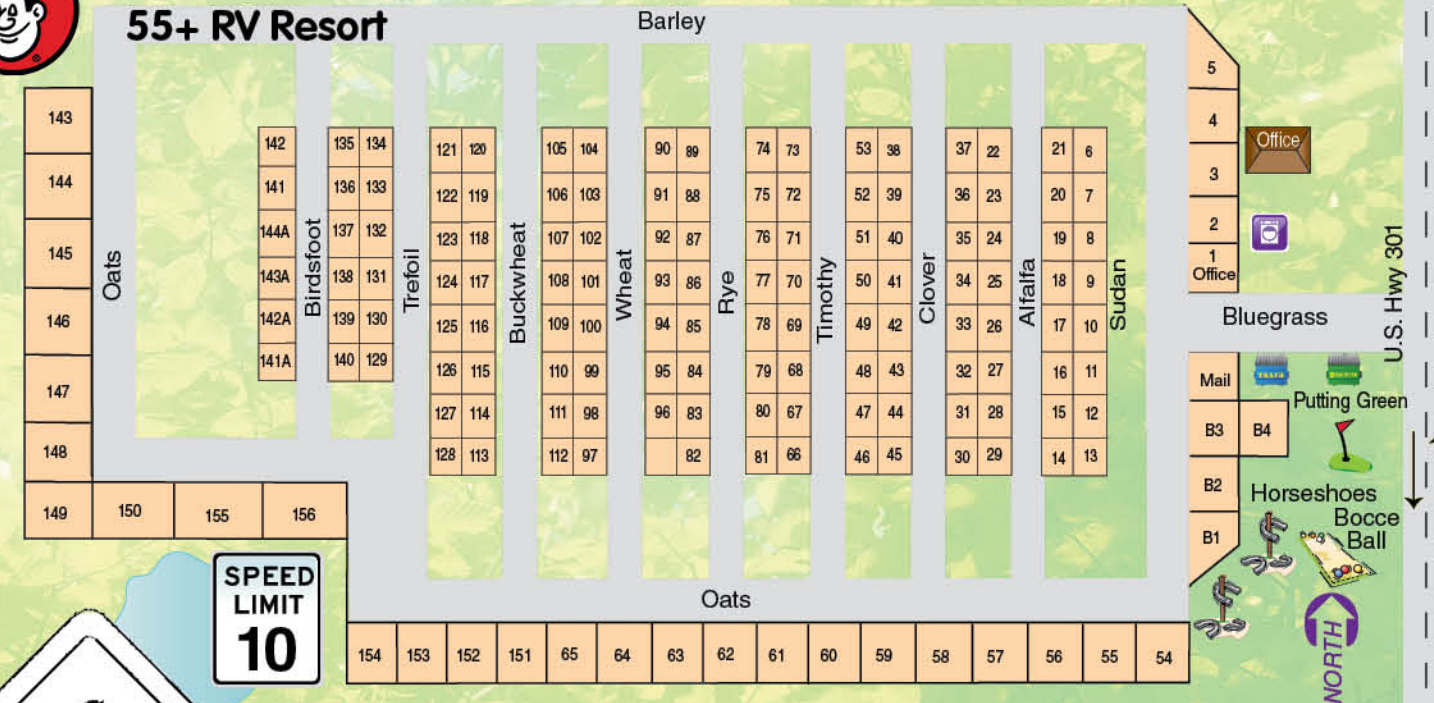 55+ RV Resort
Barley
143
144
145
146
147
148
149
150
155
156
Oats
142
141
144A
143A
142A
141A
Birdsfoot
135 134
136 133
137 132
138 131
139 130
140 129
Trefoil
121 120
122 119
123 118
124 117
125 116
126 115
127 114
128 113
Buckwheat
105 104
106 103
107 102
108 101
109 100
110 99
111 98
112 97
Wheat
90 89
91 88
92 87
93 86
94 85
95 84
96 83
82
Rye
74 73
75 72
76 71
77 70
78 69
79 68
80 67
81 66
Timothy
53 38
52 39
51 40
50 41
49 42
48 43
47 44
46 45
Clover
37 22
36 23
35 24
34 25
33 26
32 27
31 28
30 29
Alfalfa
21 6
20 7
19 8
18 9
17 10
16 11
15 12
14 13
Sudan
5
4
3
2
1
Office
Office
Bluegrass
U.S. Hwy 301
Mail
B3 B4
B2
B1
Putting Green
Horseshoes
Bocce
Ball
NORTH
Oats
154 153 152 151 65 64 63 62 61 60 59 58 57 56 55 54
SPEED
LIMIT
10